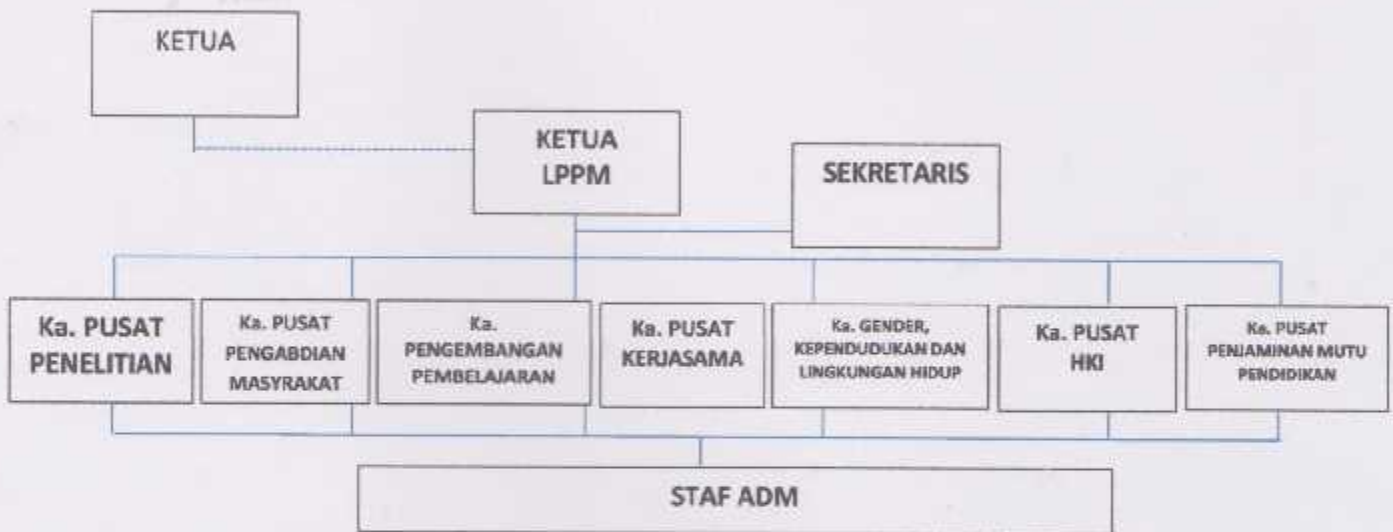 KETUA
KETUA
LPPM
SEKRETARIS
Ka. PUSAT
PENELITIAN
Ka. PUSAT
PENGABDIAN
MASYRAKAT
Ka.
PENGEMBANGAN
PEMBELAJARAN
Ka. PUSAT
KERJASAMA
Ka. GENDER,
KEPENDUDUKAN DAN
LINGKUNGAN HIDUP
Ka. PUSAT
HKI
Ka. PUSAT
PENJAMINAN MUTU
PENDIDIKAN
STAF ADM